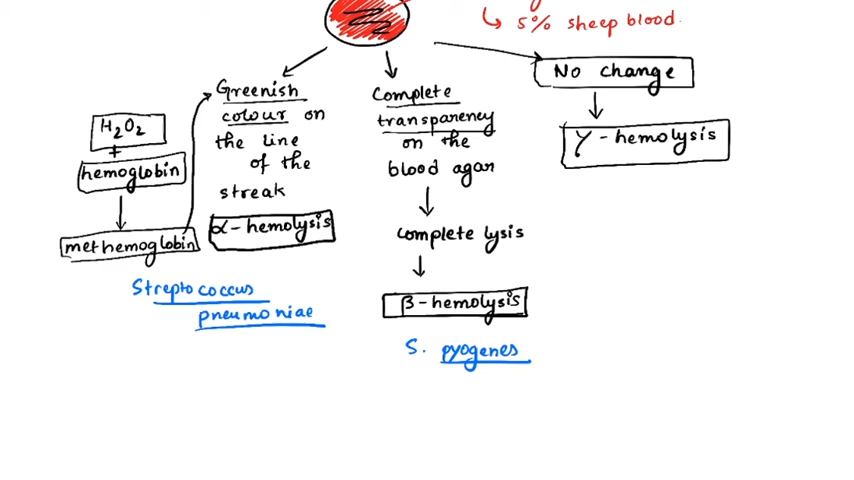 ↳ 5% sheep blood.
Greenish
colour on
the line
of the
streak
α-hemolysis
H2O2
+
hemoglobin
methemoglobin
Streptococcus
pneumoniae
Complete
transparency
on the
blood agar
complete lysis
β-hemolysis
S. pyogenes
No change
γ-hemolysis